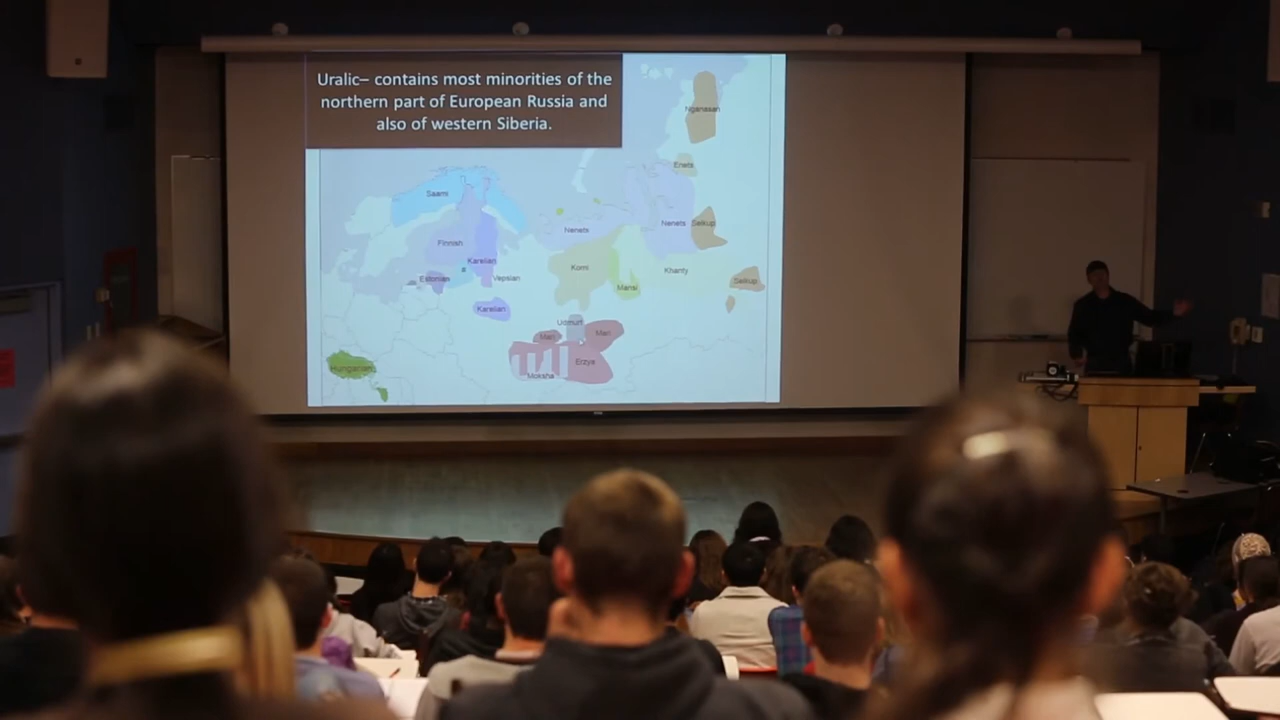 Uralic– contains most minorities of the
northern part of European Russia and
also of western Siberia.
Nganasan
Enets
Saami
Nenets
Nenets
Selkup
Finnish
Karelian
Komi
Khanty
Estonian
Vepsian
Mansi
Selkup
Karelian
Udmurt
Mari
Mari
Hungarian
Erzya
Moksha